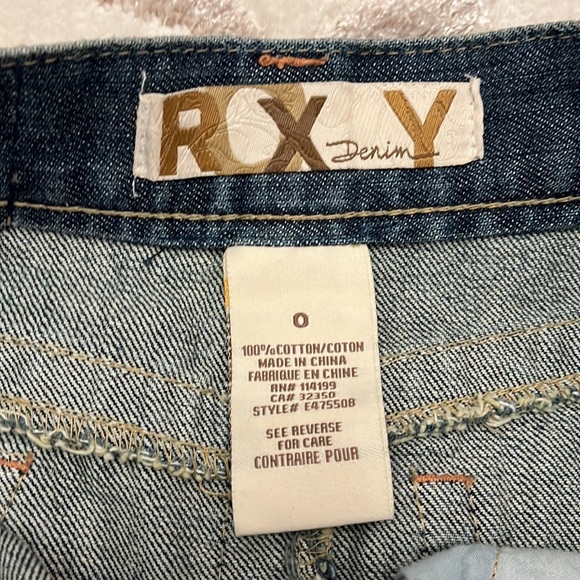 ROXY
Denim
0
100%COTTON/COTON
MADE IN CHINA
FABRIQUE EN CHINE
RN# 114199
CA# 32350
STYLE# E475508
SEE REVERSE
FOR CARE
CONTRAIRE POUR